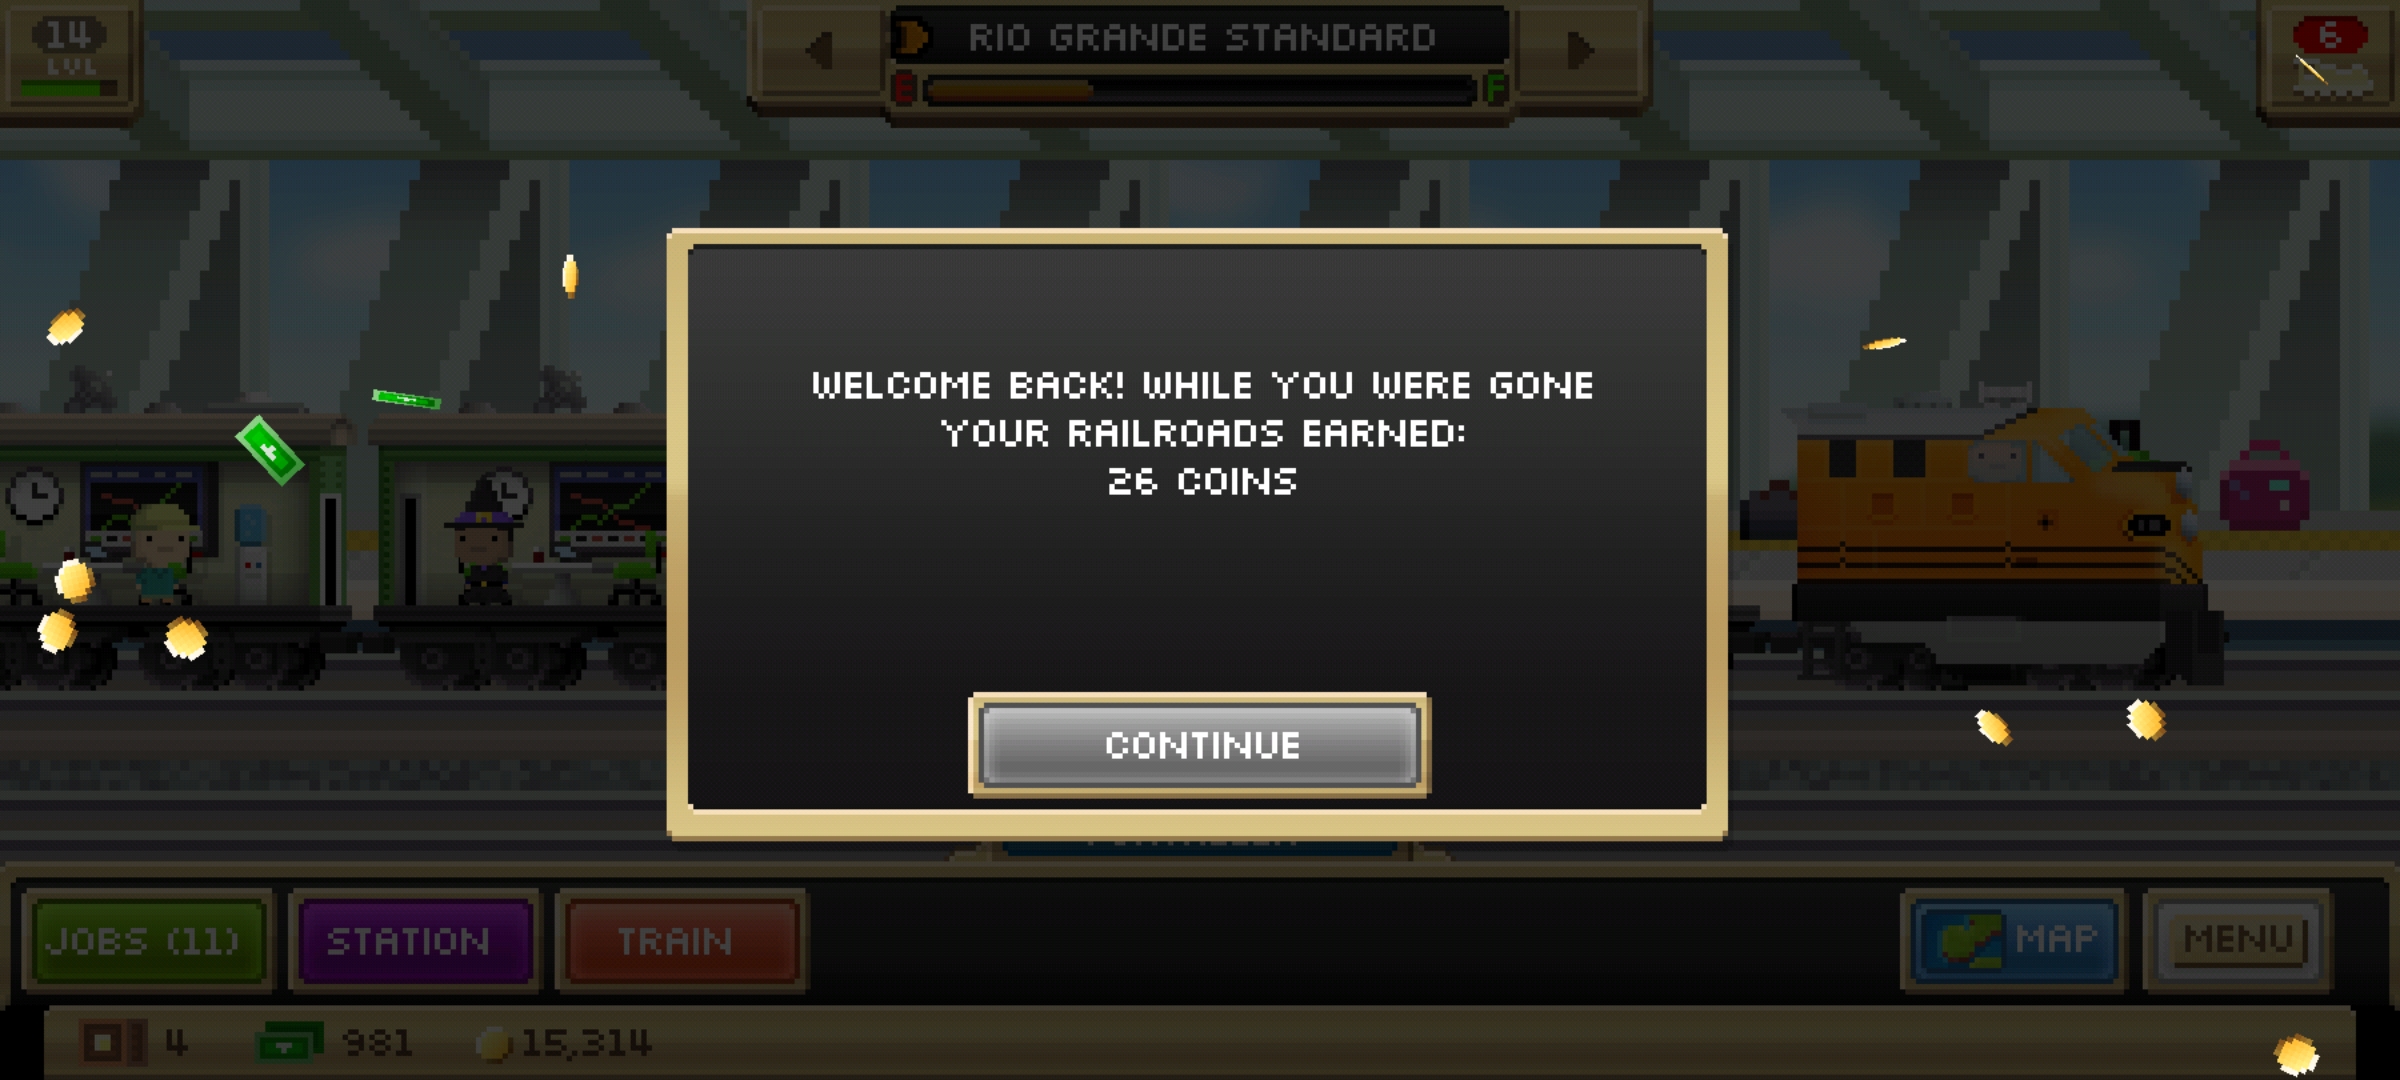 14
LVL
RIO GRANDE STANDARD
E
F
6
WELCOME BACK! WHILE YOU WERE GONE
YOUR RAILROADS EARNED:
26 COINS
CONTINUE
JOBS (11)
STATION
TRAIN
MAP
MENU
4
981
15,314